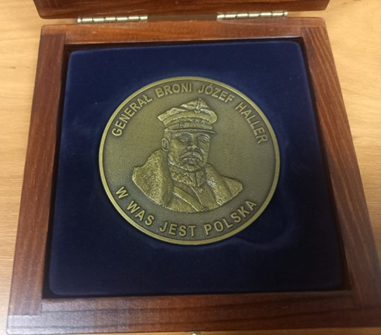 GENERAŁ BRONI JÓZEF HALLER
W WAS JEST POLSKA